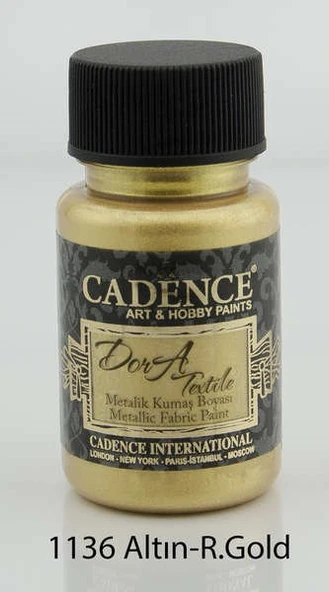 CADENCE®
ART & HOBBY PAINTS
DorA
Textile
Metalik Kumaş Boyası
Metallic Fabric Paint
CADENCE INTERNATIONAL
LONDON - NEW YORK - PARIS-İSTANBUL - MOSCOW
1136 Altın-R.Gold